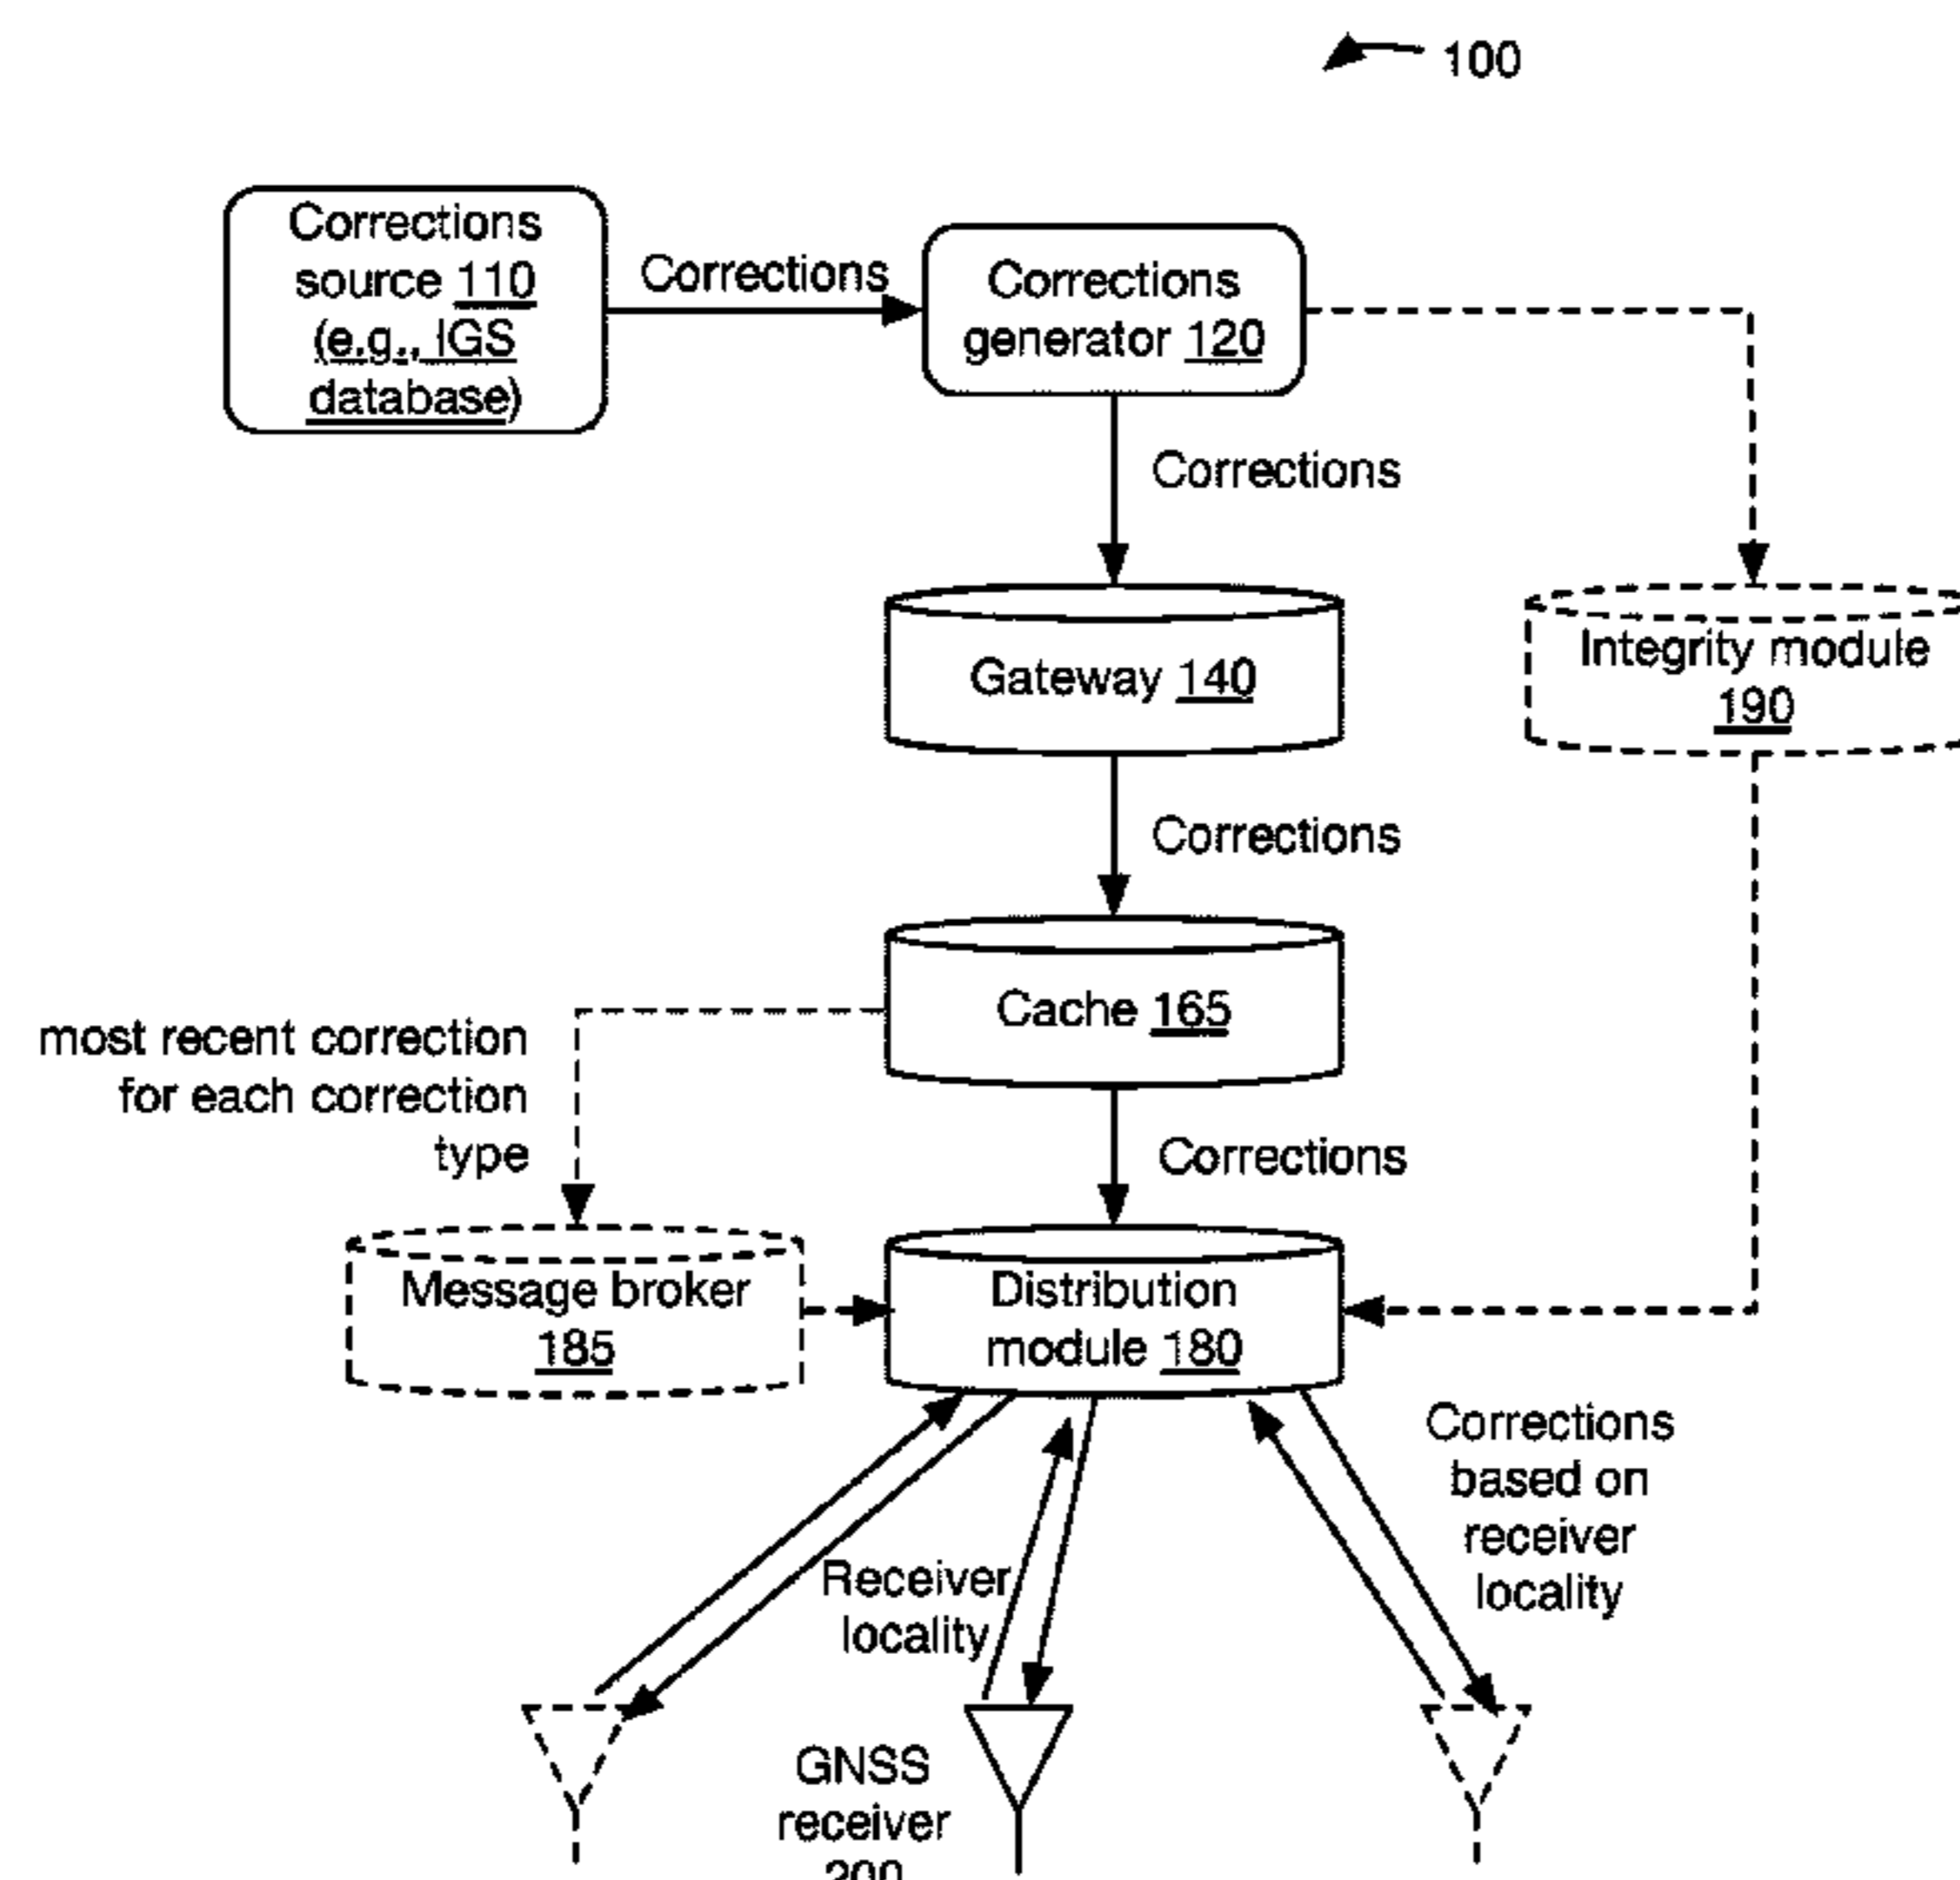 100
Corrections
source 110
(e.g., IGS
database)
Corrections
Corrections
generator 120
Corrections
Gateway 140
Integrity module
190
Corrections
Cache 165
most recent correction
for each correction
type
Corrections
Message broker
185
Distribution
module 180
Corrections
based on
receiver
locality
Receiver
locality
GNSS
receiver